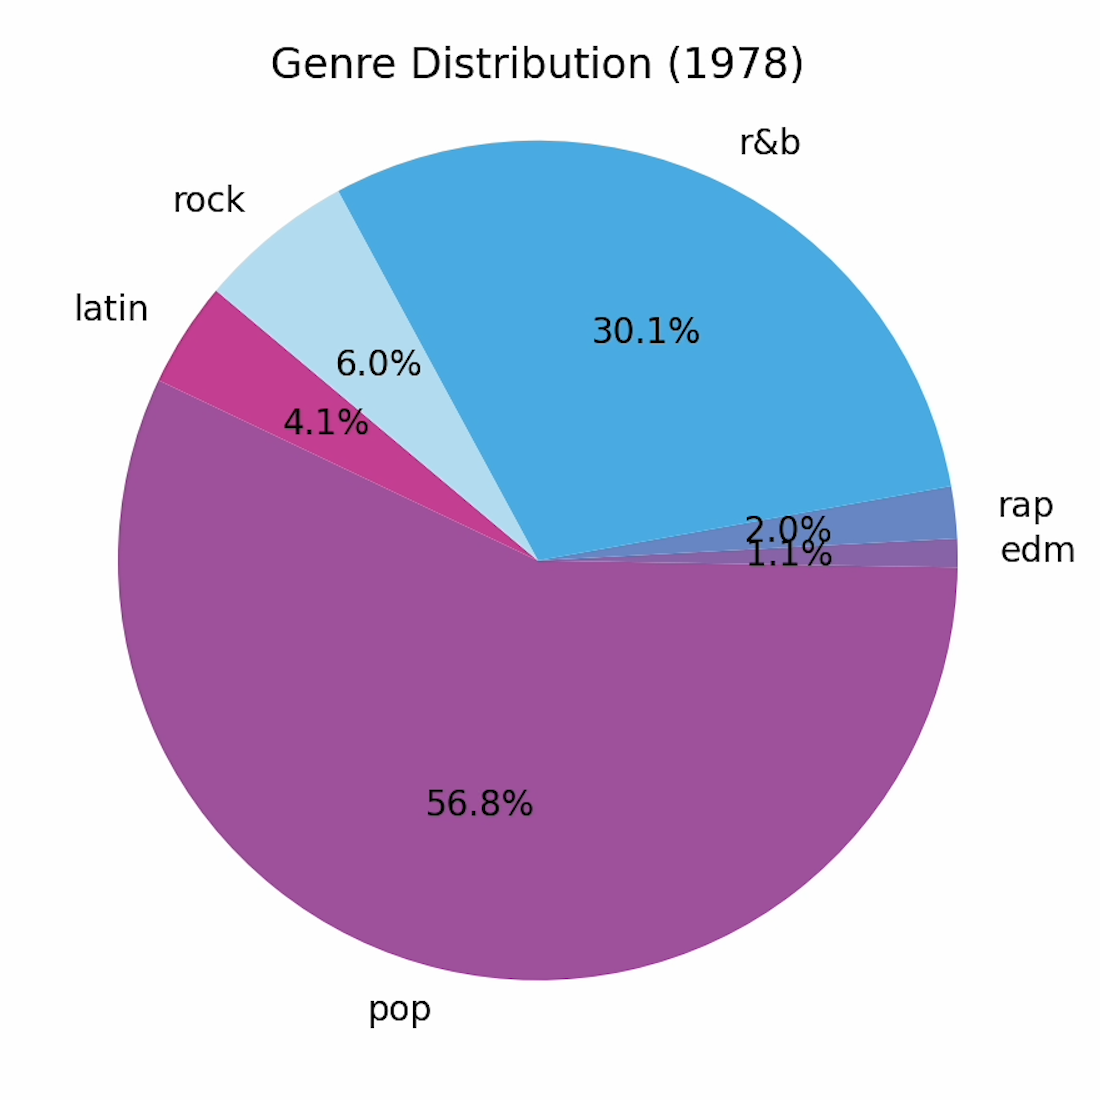 Genre Distribution (1978)
r&b
rock
latin
30.1%
6.0%
4.1%
rap
2.0%
edm
1.1%
56.8%
pop